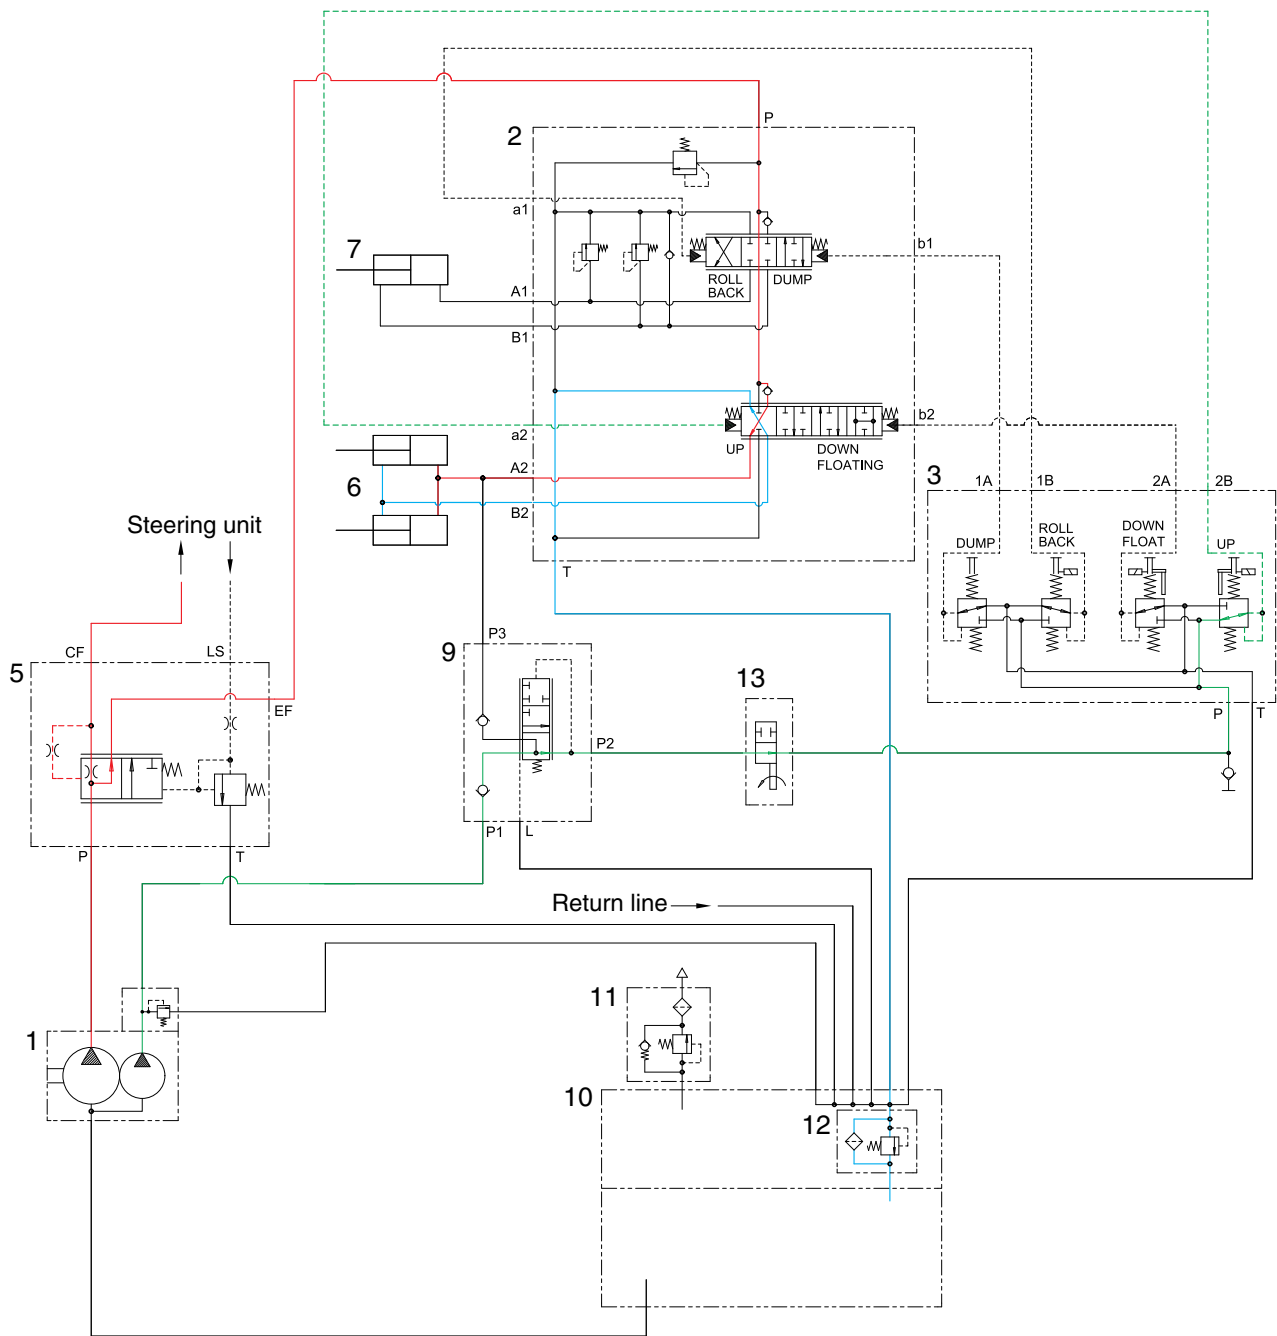 P
2
a1
7
b1
ROLL BACK
DUMP
A1
B1
b2
a2
UP
DOWN FLOATING
A2
6
B2
3
1A
1B
2A
2B
Steering unit
DUMP
ROLL BACK
DOWN FLOAT
UP
T
P3
9
CF
LS
5
EF
13
P2
P
T
P1
L
P
T
Return line
11
1
10
12